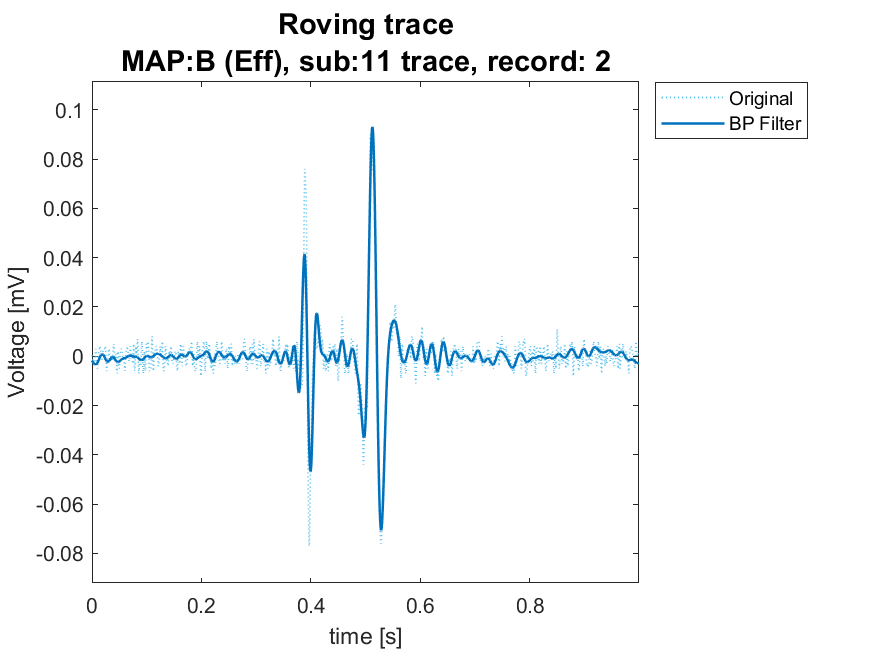 Roving trace
MAP:B (Eff), sub:11 trace, record: 2
Original
BP Filter
0.1
0.08
0.06
0.04
0.02
0
-0.02
-0.04
-0.06
-0.08
Voltage [mV]
0 0.2 0.4 0.6 0.8
time [s]